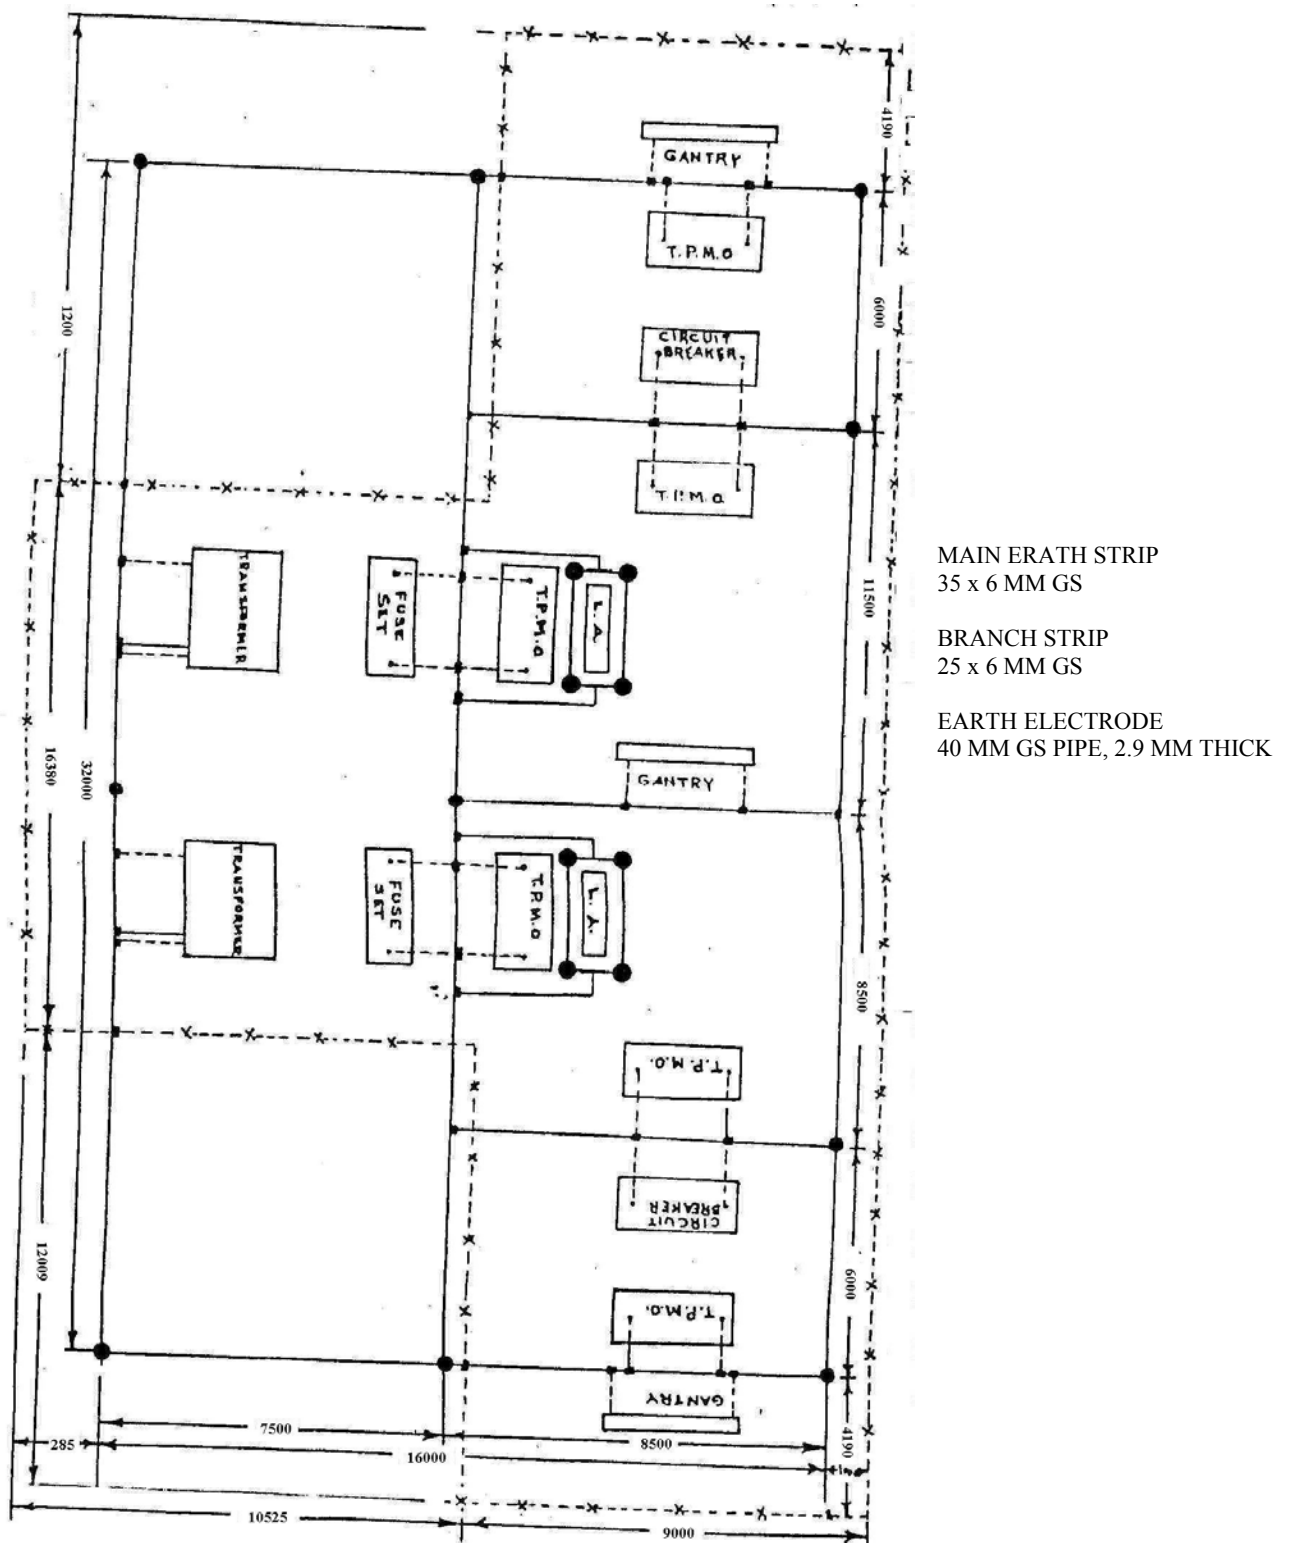 4190
GANTRY
T.P.M.O
6000
1200
CIRCUIT
BREAKER
T.P.M.O
TRANSFORMER
FUSE
SET
T.P.M.O
L.A
11500
MAIN ERATH STRIP
35 x 6 MM GS
BRANCH STRIP
25 x 6 MM GS
EARTH ELECTRODE
40 MM GS PIPE, 2.9 MM THICK
16380
32000
GANTRY
TRANSFORMER
FUSE
SET
T.P.M.O
L.A.
8500
T.P.M.O.
CIRCUIT
BREAKER
12009
6000
T.P.M.O.
GANTRY
7500
8500
4190
285
16000
10525
9000